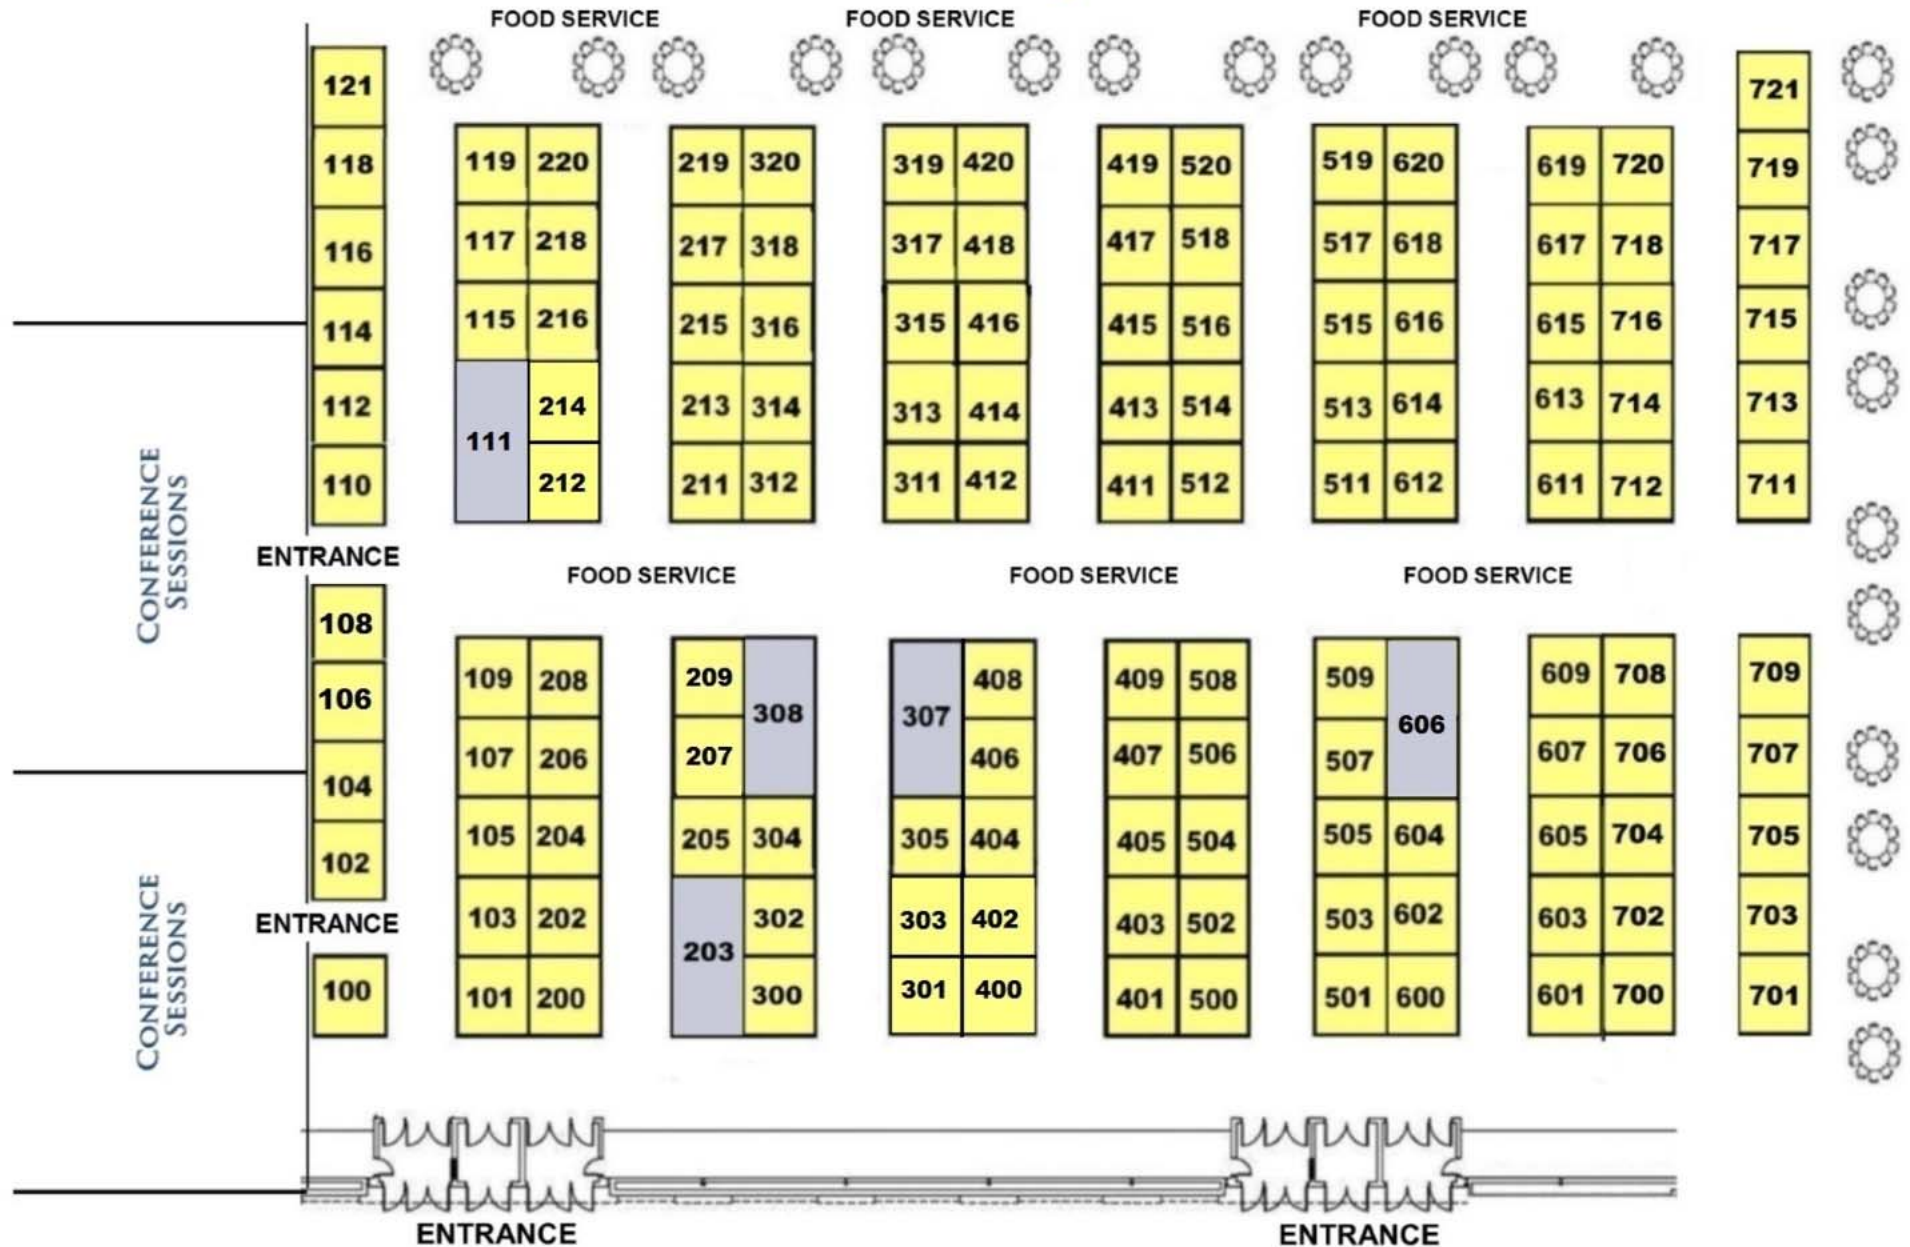 FOOD SERVICE FOOD SERVICE FOOD SERVICE
121 721
118 119 220 219 320 319 420 419 520 519 620 619 720 719
116 117 218 217 318 317 418 417 518 517 618 617 718 717
114 115 216 215 316 315 416 415 516 515 616 615 716 715
112 214 213 314 313 414 413 514 513 614 613 714 713
111
110 212 211 312 311 412 411 512 511 612 611 712 711
CONFERENCE
SESSIONS
ENTRANCE
FOOD SERVICE FOOD SERVICE FOOD SERVICE
108
109 208 209 408 409 508 509 609 708 709
106 308 307 606
107 206 207 406 407 506 507 607 706 707
104
105 204 205 304 305 404 405 504 505 604 605 704 705
102
ENTRANCE
103 202 302 303 402 403 502 503 602 603 702 703
203
100 101 200 300 301 400 401 500 501 600 601 700 701
CONFERENCE
SESSIONS
ENTRANCE ENTRANCE